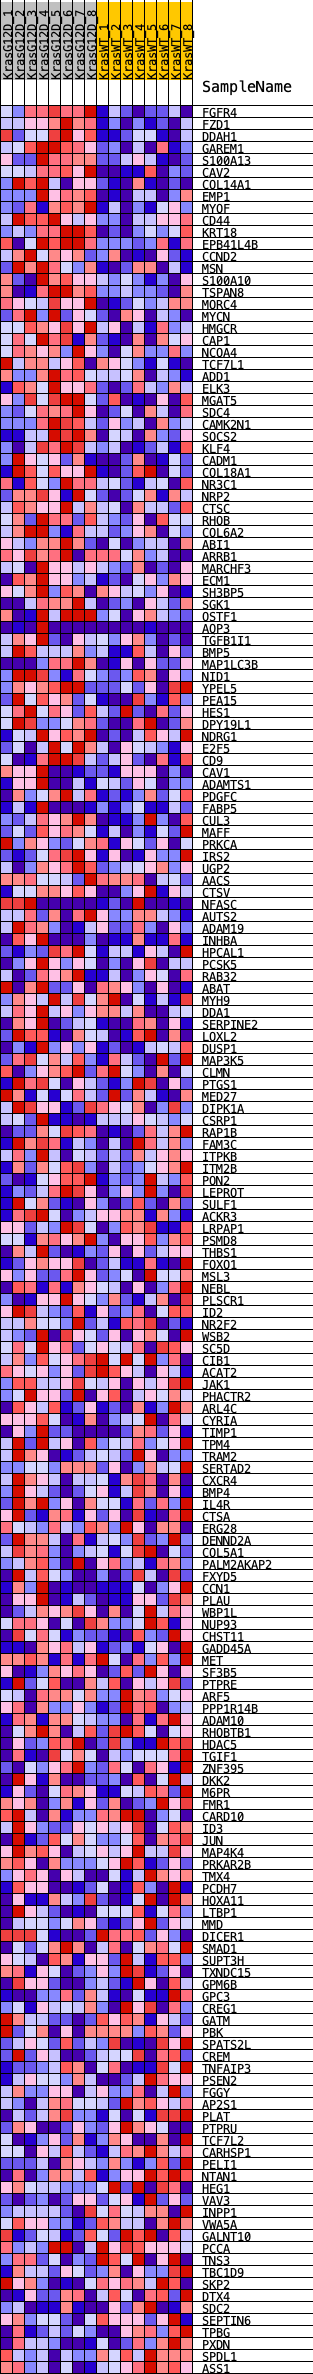 KrasG12D_1
KrasG12D_2
KrasG12D_3
KrasG12D_4
KrasG12D_5
KrasG12D_6
KrasG12D_7
KrasG12D_8
KrasWT_1
KrasWT_2
KrasWT_3
KrasWT_4
KrasWT_5
KrasWT_6
KrasWT_7
KrasWT_8
SampleName
FGFR4
FZD1
DDAH1
GAREM1
S100A13
CAV2
COL14A1
EMP1
MYOF
CD44
KRT18
EPB41L4B
CCND2
MSN
S100A10
TSPAN8
MORC4
MYCN
HMGCR
CAP1
NCOA4
TCF7L1
ADD1
ELK3
MGAT5
SDC4
CAMK2N1
SOCS2
KLF4
CADM1
COL18A1
NR3C1
NRP2
CTSC
RHOB
COL6A2
ABI1
ARRB1
MARCHF3
ECM1
SH3BP5
SGK1
OSTF1
AQP3
TGFB1I1
BMP5
MAP1LC3B
NID1
YPEL5
PEA15
HES1
DPY19L1
NDRG1
E2F5
CD9
CAV1
ADAMTS1
PDGFC
FABP5
CUL3
MAFF
PRKCA
IRS2
UGP2
AACS
CTSV
NFASC
AUTS2
ADAM19
INHBA
HPCAL1
PCSK5
RAB32
ABAT
MYH9
DDA1
SERPINE2
LOXL2
DUSP1
MAP3K5
CLMN
PTGS1
MED27
DIPK1A
CSRP1
RAP1B
FAM3C
ITPKB
ITM2B
PON2
LEPROT
SULF1
ACKR3
LRPAP1
PSMD8
THBS1
FOXO1
MSL3
NEBL
PLSCR1
ID2
NR2F2
WSB2
SC5D
CIB1
ACAT2
JAK1
PHACTR2
ARL4C
CYRIA
TIMP1
TPM4
TRAM2
SERTAD2
CXCR4
BMP4
IL4R
CTSA
ERG28
DENND2A
COL5A1
PALM2AKAP2
FXYD5
CCN1
PLAU
WBP1L
NUP93
CHST11
GADD45A
MET
SF3B5
PTPRE
ARF5
PPP1R14B
ADAM10
RHOBTB1
HDAC5
TGIF1
ZNF395
DKK2
M6PR
FMR1
CARD10
ID3
JUN
MAP4K4
PRKAR2B
TMX4
PCDH7
HOXA11
LTBP1
MMD
DICER1
SMAD1
SUPT3H
TXNDC15
GPM6B
GPC3
CREG1
GATM
PBK
SPATS2L
CREM
TNFAIP3
PSEN2
FGGY
AP2S1
PLAT
PTPRU
TCF7L2
CARHSP1
PELI1
NTAN1
HEG1
VAV3
INPP1
VWA5A
GALNT10
PCCA
TNS3
TBC1D9
SKP2
DTX4
SDC2
SEPTIN6
TPBG
PXDN
SPDL1
ASS1